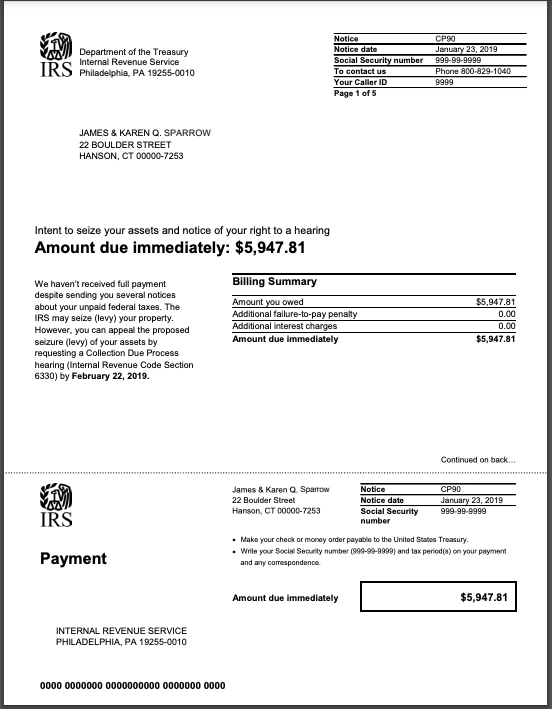 IRS
Department of the Treasury
Internal Revenue Service
Philadelphia, PA 19255-0010
Notice CP90
Notice date January 23, 2019
Social Security number 999-99-9999
To contact us Phone 800-829-1040
Your Caller ID 9999
Page 1 of 5
JAMES & KAREN Q. SPARROW
22 BOULDER STREET
HANSON, CT 00000-7253
Intent to seize your assets and notice of your right to a hearing
Amount due immediately: $5,947.81
We haven’t received full payment
despite sending you several notices
about your unpaid federal taxes. The
IRS may seize (levy) your property.
However, you can appeal the proposed
seizure (levy) of your assets by
requesting a Collection Due Process
hearing (Internal Revenue Code Section
6330) by February 22, 2019.
Billing Summary
Amount you owed $5,947.81
Additional failure-to-pay penalty 0.00
Additional interest charges 0.00
Amount due immediately $5,947.81
Continued on back…
IRS
James & Karen Q. Sparrow
22 Boulder Street
Hanson, CT 00000-7253
Notice CP90
Notice date January 23, 2019
Social Security 999-99-9999
number
• Make your check or money order payable to the United States Treasury.
• Write your Social Security number (999-99-9999) and tax period(s) on your payment
and any correspondence.
Payment
Amount due immediately $5,947.81
INTERNAL REVENUE SERVICE
PHILADELPHIA, PA 19255-0010
0000 0000000 0000000000 0000000 0000